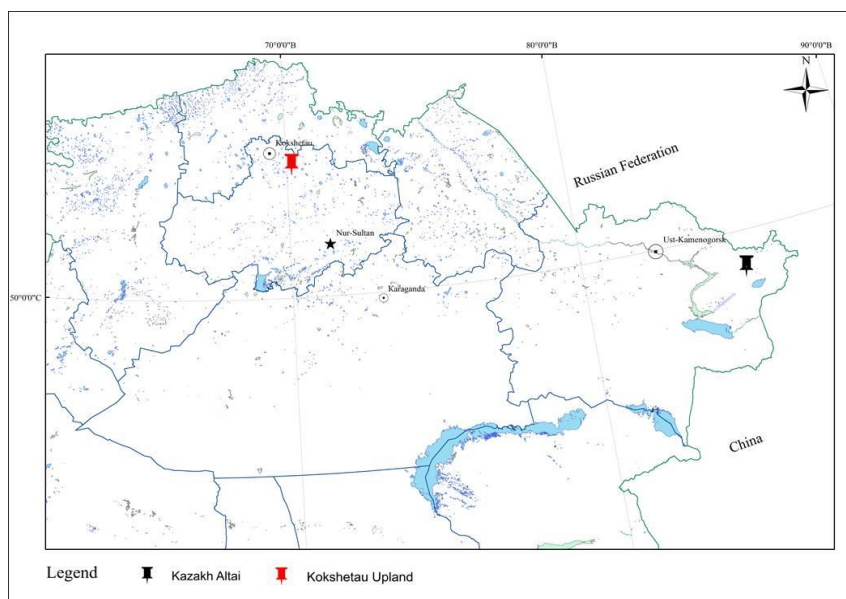 70°0'0"В 80°0'0"В 90°0'0"В
N
Kokshetau
Russian Federation
Nur-Sultan
Ust-Kamenogorsk
50°0'0"С
Karaganda
China
Legend Kazakh Altai Kokshetau Upland